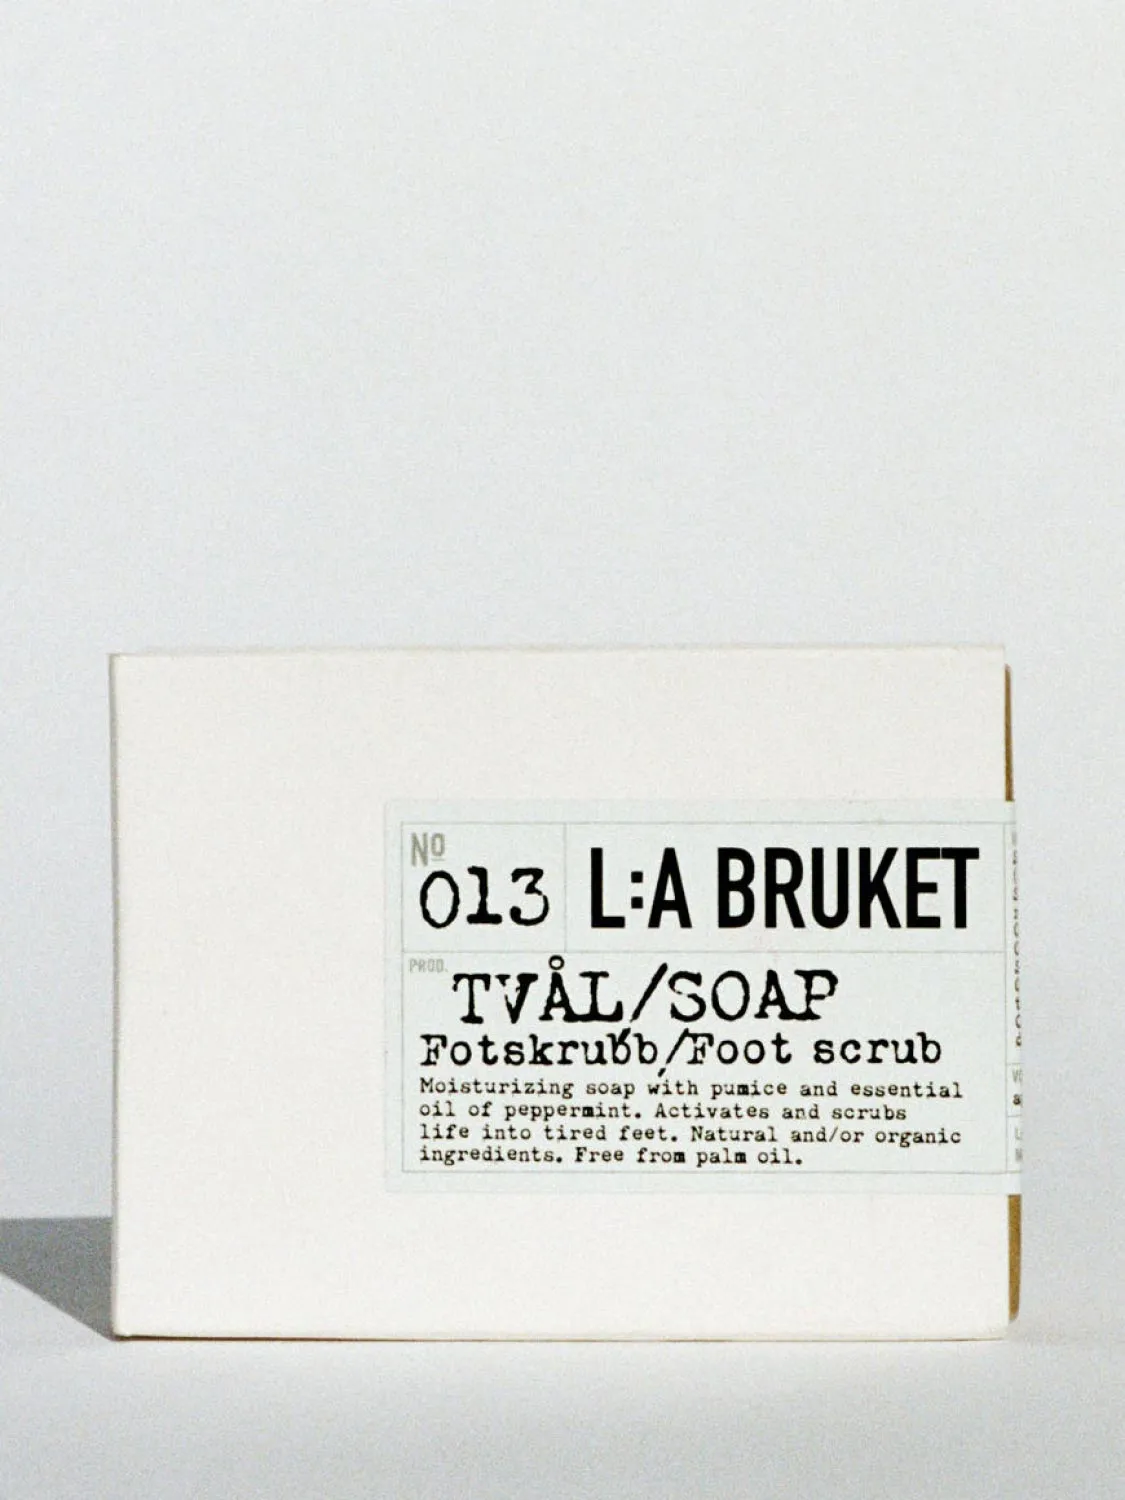 Nº
013
L:A BRUKET
PROD.
TVÅL/SOAP
Fotskrubb/Foot scrub
Moisturizing soap with pumice and essential
oil of peppermint. Activates and scrubs
life into tired feet. Natural and/or organic
ingredients. Free from palm oil.